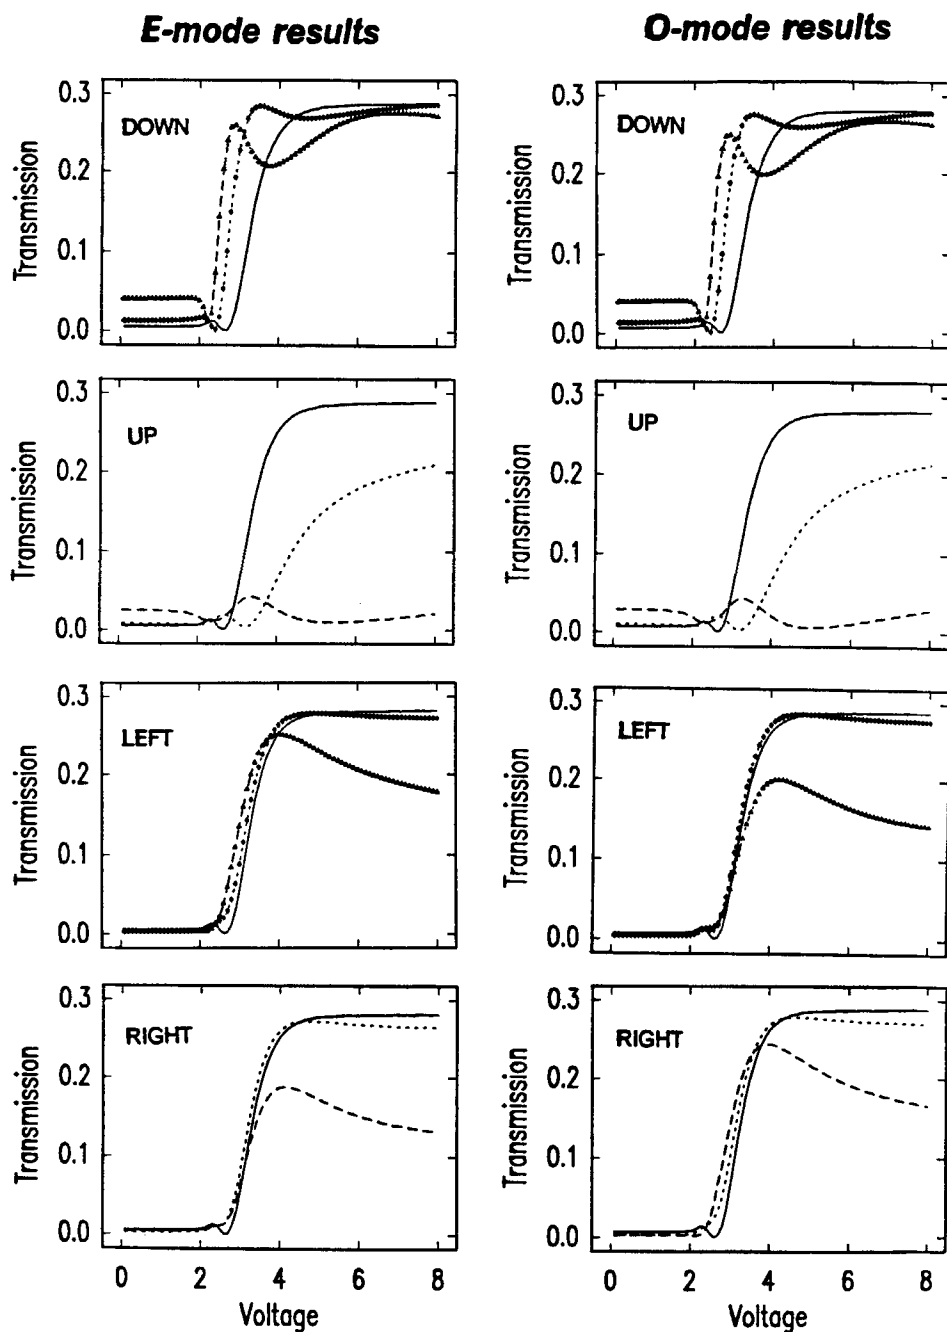 E-mode results
O-mode results
0.3
0.2
0.1
0.0
Transmission
DOWN
0.3
0.2
0.1
0.0
Transmission
DOWN
0.3
0.2
0.1
0.0
Transmission
UP
0.3
0.2
0.1
0.0
Transmission
UP
0.3
0.2
0.1
0.0
Transmission
LEFT
0.3
0.2
0.1
0.0
Transmission
LEFT
0.3
0.2
0.1
0.0
Transmission
RIGHT
0 2 4 6 8
Voltage
0.3
0.2
0.1
0.0
Transmission
RIGHT
0 2 4 6 8
Voltage